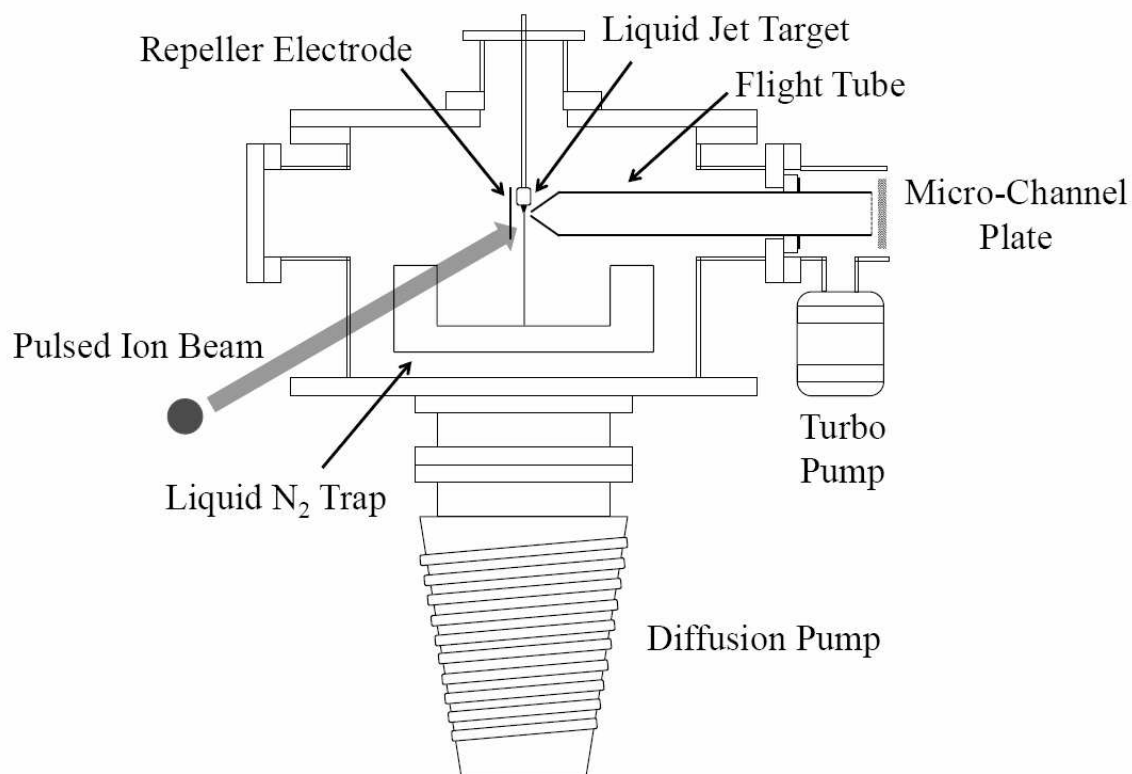 Repeller Electrode
Liquid Jet Target
Flight Tube
Micro-Channel
Plate
Pulsed Ion Beam
Turbo
Pump
Liquid N₂ Trap
Diffusion Pump